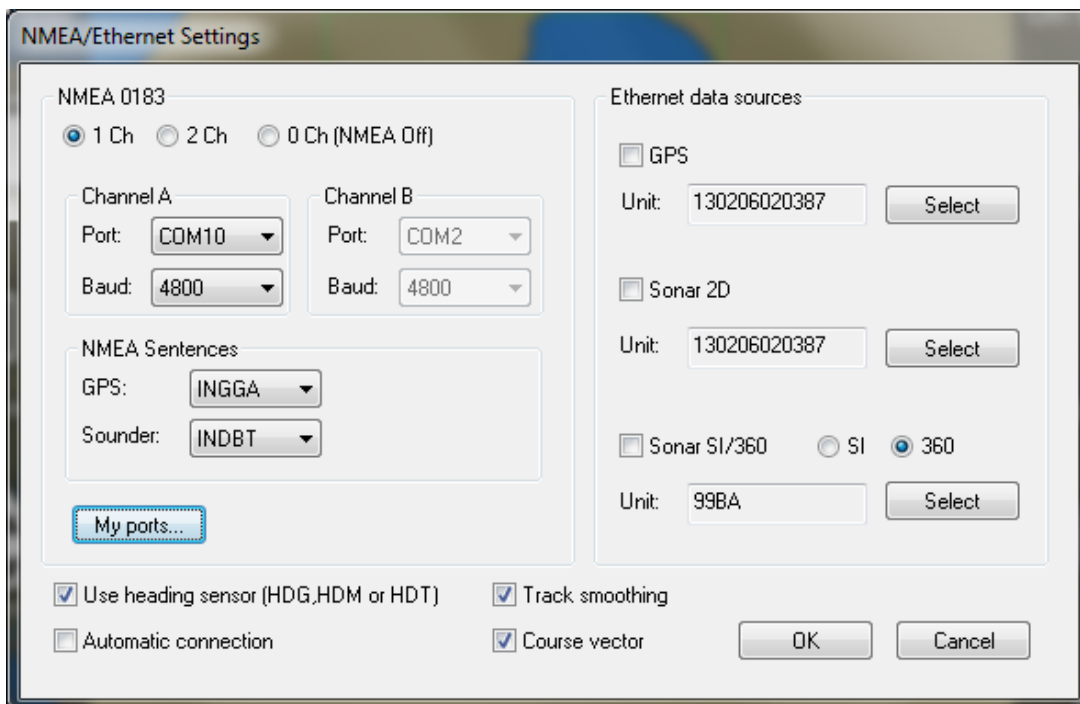 NMEA/Ethernet Settings
NMEA 0183
1 Ch 2 Ch 0 Ch (NMEA Off)
Channel A
Port: COM10
Baud: 4800
Channel B
Port: COM2
Baud: 4800
NMEA Sentences
GPS: INGGA
Sounder: INDBT
My ports...
Ethernet data sources
GPS
Unit: 130206020387 Select
Sonar 2D
Unit: 130206020387 Select
Sonar SI/360 SI 360
Unit: 99BA Select
Use heading sensor (HDG,HDM or HDT) Track smoothing
Automatic connection Course vector OK Cancel